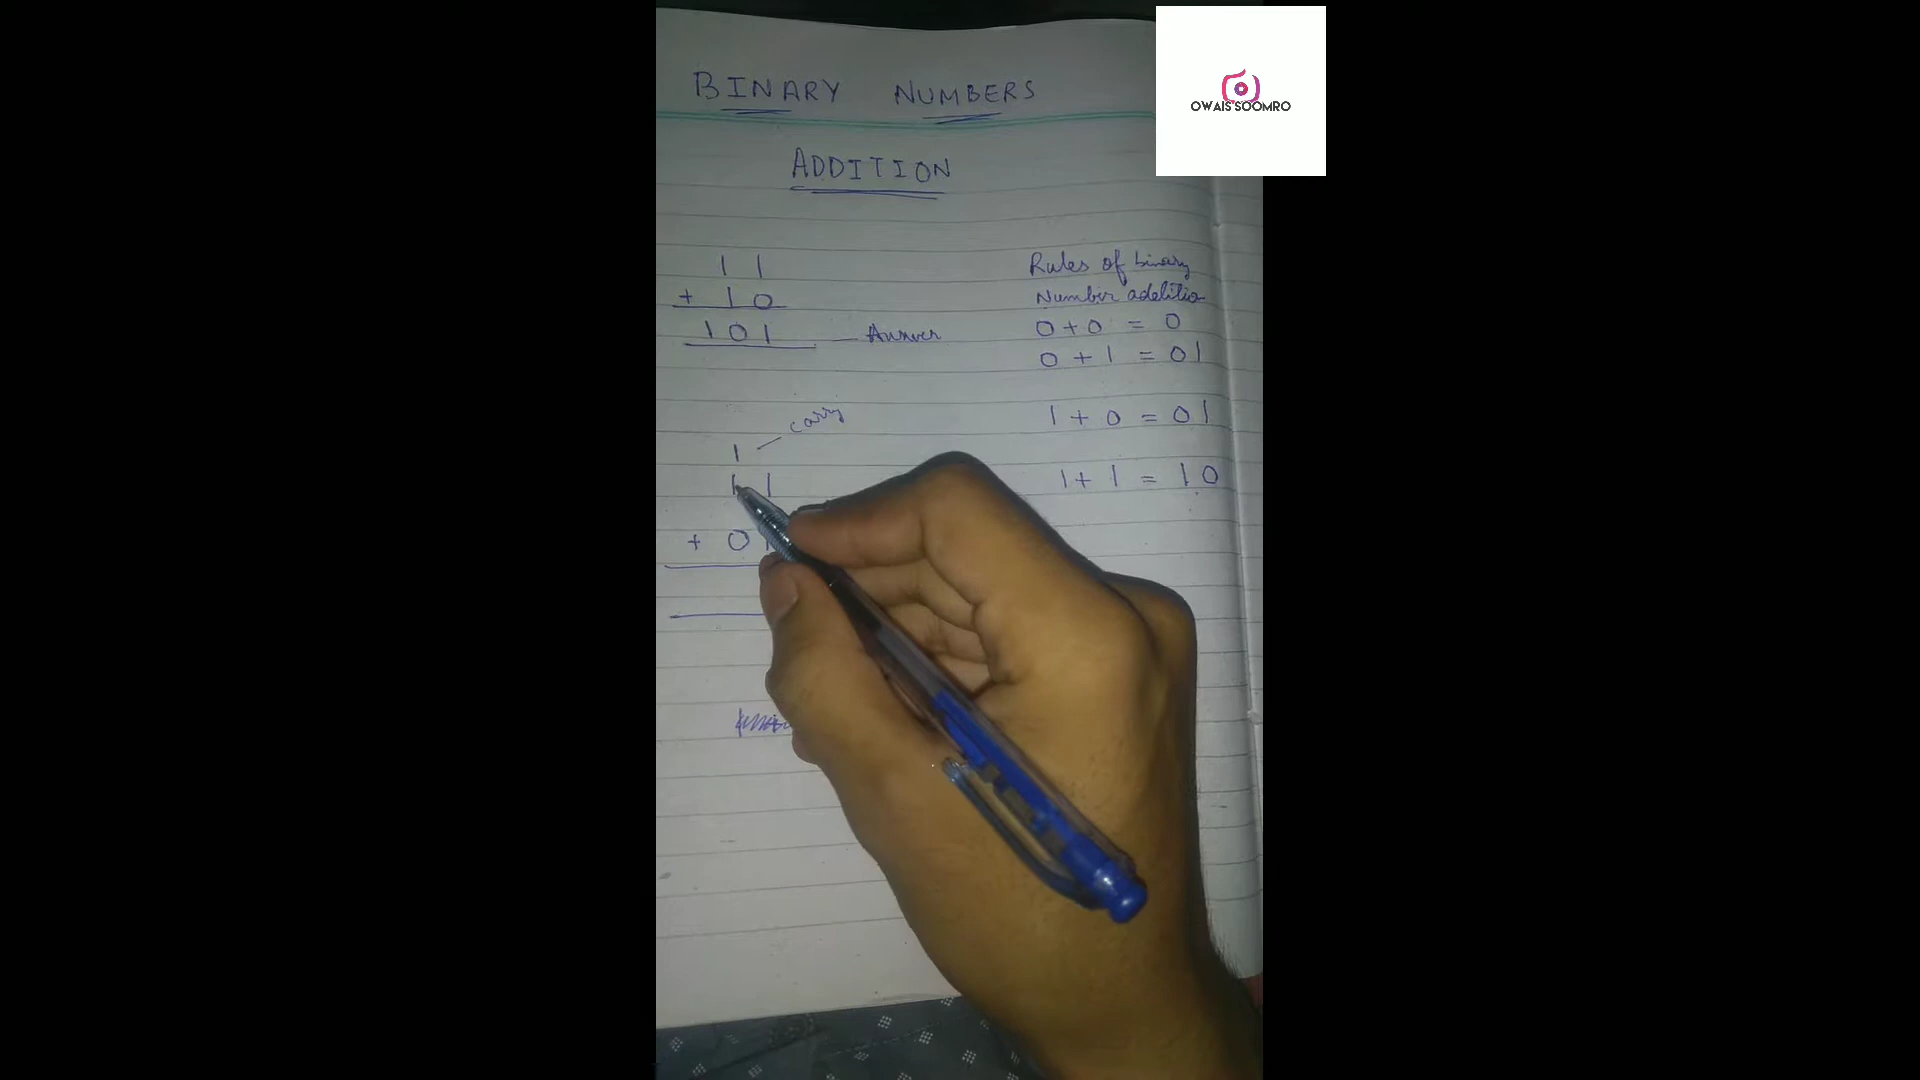 BINARY NUMBERS
OWAIS SOOMRO
ADDITION
1 1
+ 1 0
1 0 1 — Answer
Rules of binary
Number addition
0 + 0 = 0
0 + 1 = 01
1 + 0 = 01
1 + 1 = 10
carry
1
1 1
+ 0 1